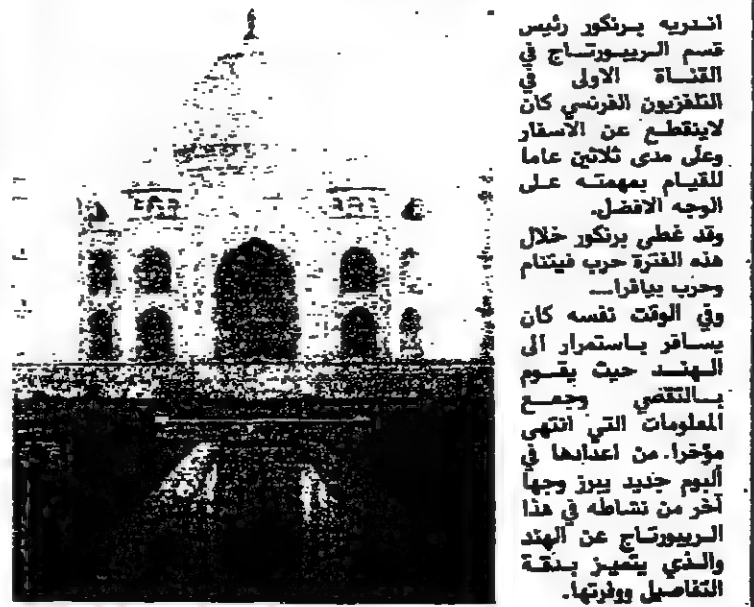 اندريه برنكور رئيس
قسم الريبورتاج في
القناة الاولى في
التلفزيون الفرنسي كان
لاينقطع عن الأسفار
وعلى مدى ثلاثين عاما
للقيام بمهمته على
الوجه الافضل.
وقد غطى برنكور خلال
هذه الفترة حرب فيتنام
وحرب بيافرا...
وفي الوقت نفسه كان
يسافر باستمرار الى
الهند حيث يقوم
بالتقصي وجمع
المعلومات التي انتهى
مؤخرا. من اعدادها في
ألبوم جديد يبرز وجها
آخر من نشاطه في هذا
الريبورتاج عن الهند
والذي يتميز بدقة
التفاصيل ووفرتها.